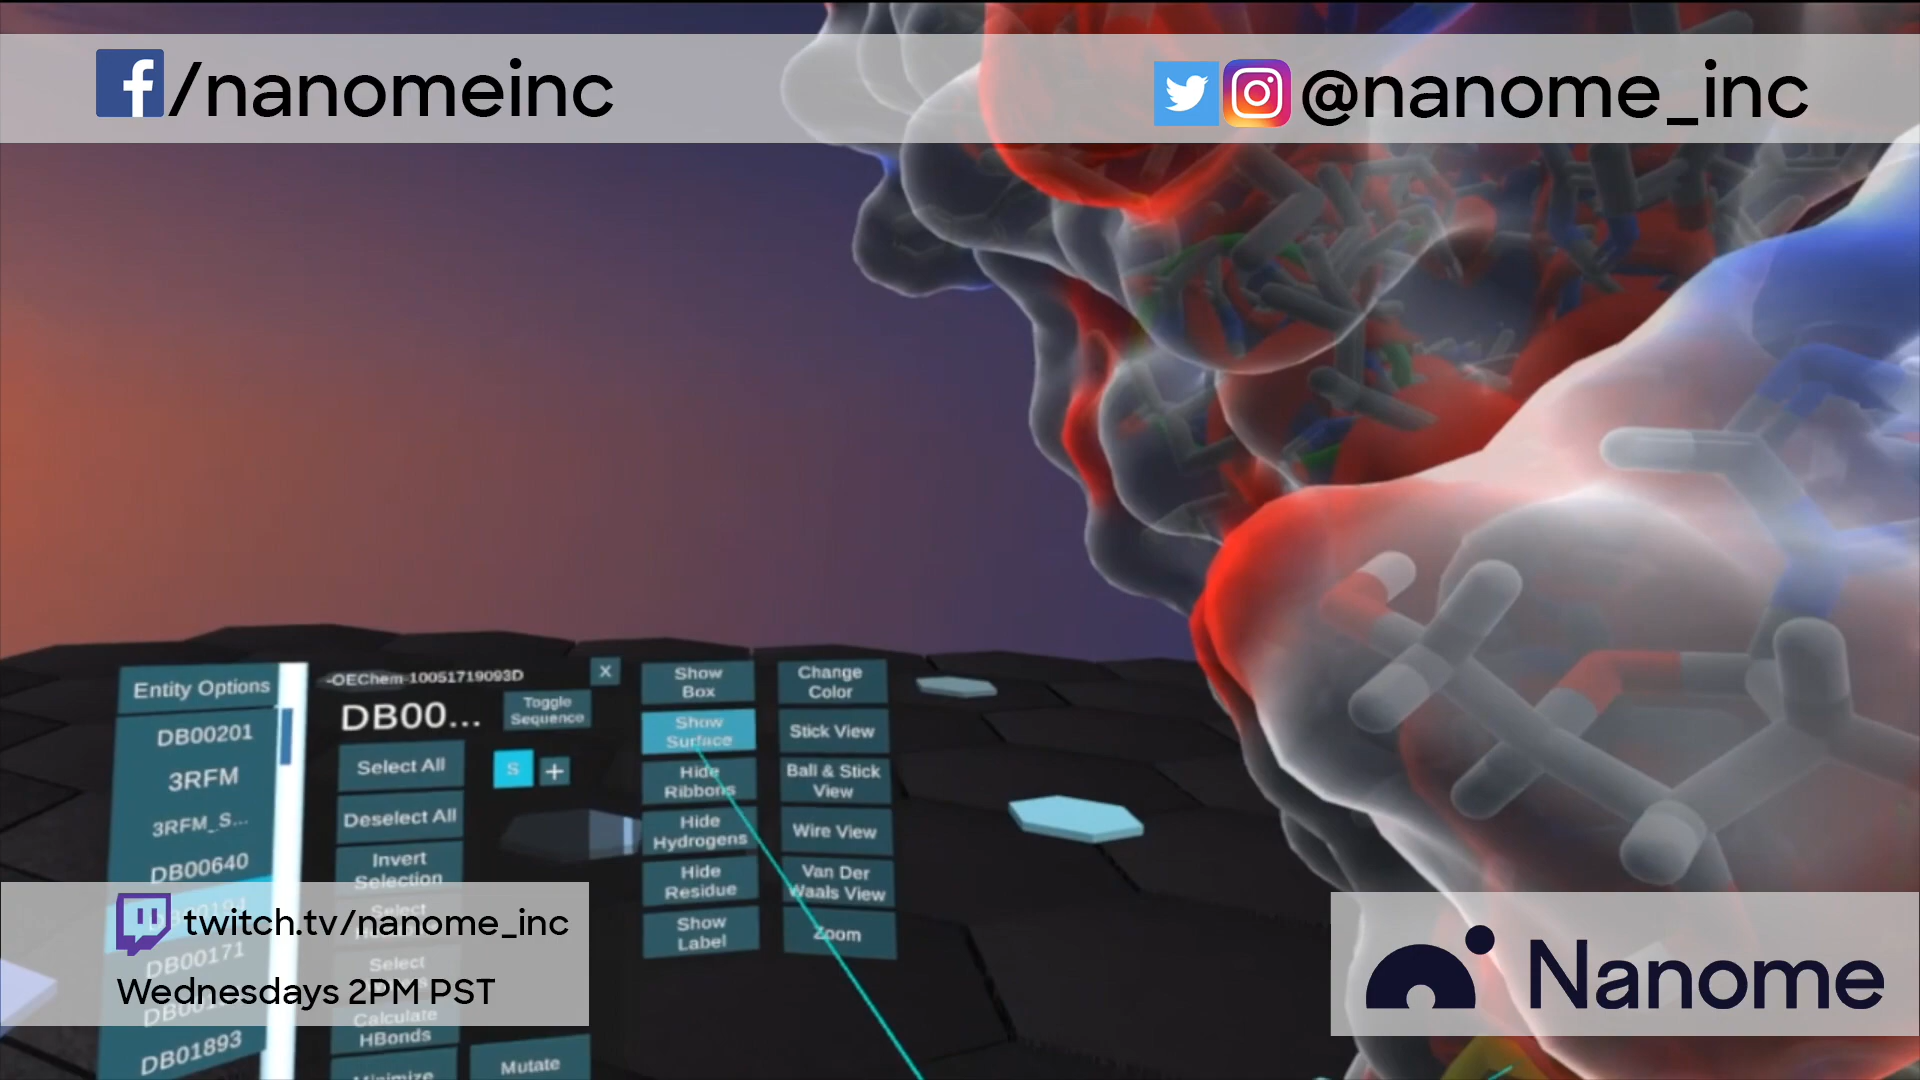 /nanomeinc
@nanome_inc
Entity Options
DB00201
3RFM
3RFM_S...
DB00640
DB00171
DB01893
-OEChem-10051719093D
X
DB00...
Toggle
Sequence
Select All
S
+
Deselect All
Invert
Selection
Select
Select
Calculate
HBonds
Minimize
Mutate
Show
Box
Show
Surface
Hide
Ribbons
Hide
Hydrogens
Hide
Residue
Show
Label
Change
Color
Stick View
Ball & Stick
View
Wire View
Van Der
Waals View
Zoom
twitch.tv/nanome_inc
Wednesdays 2PM PST
Nanome